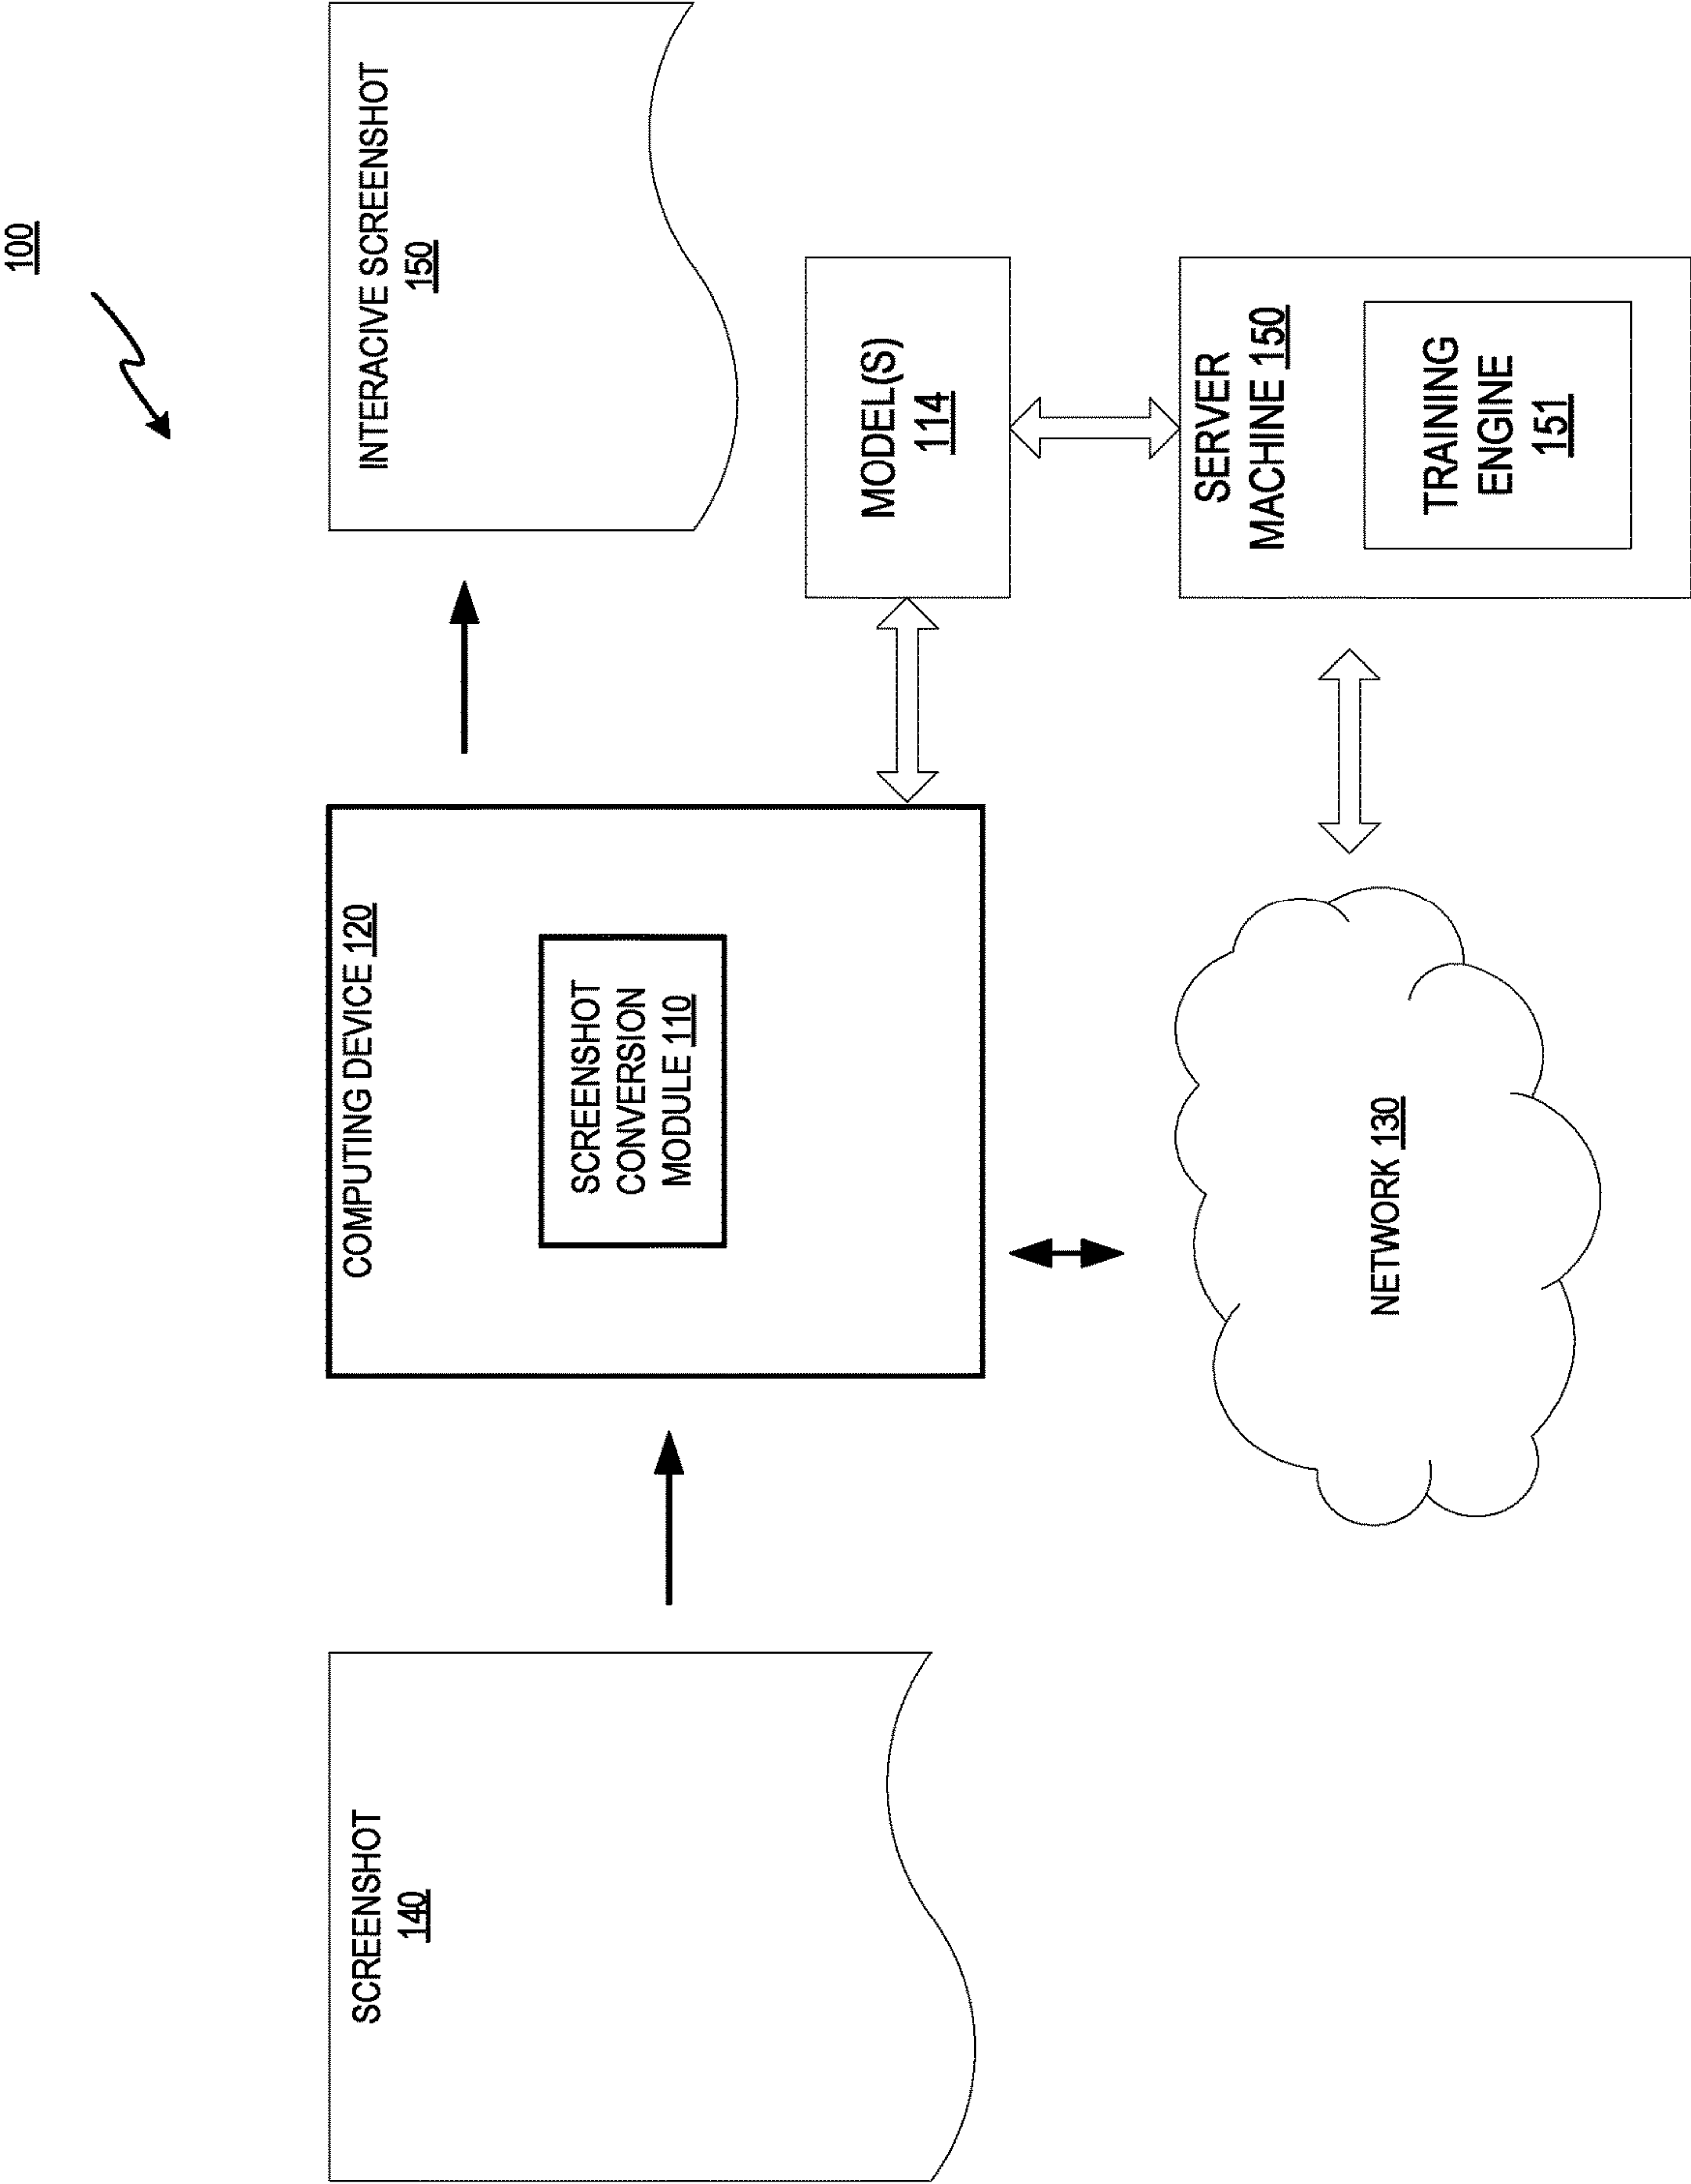 100
SCREENSHOT
140
COMPUTING DEVICE 120
SCREENSHOT
CONVERSION
MODULE 110
INTERACIVE SCREENSHOT
150
MODEL(S)
114
NETWORK 130
SERVER
MACHINE 150
TRAINING
ENGINE
151